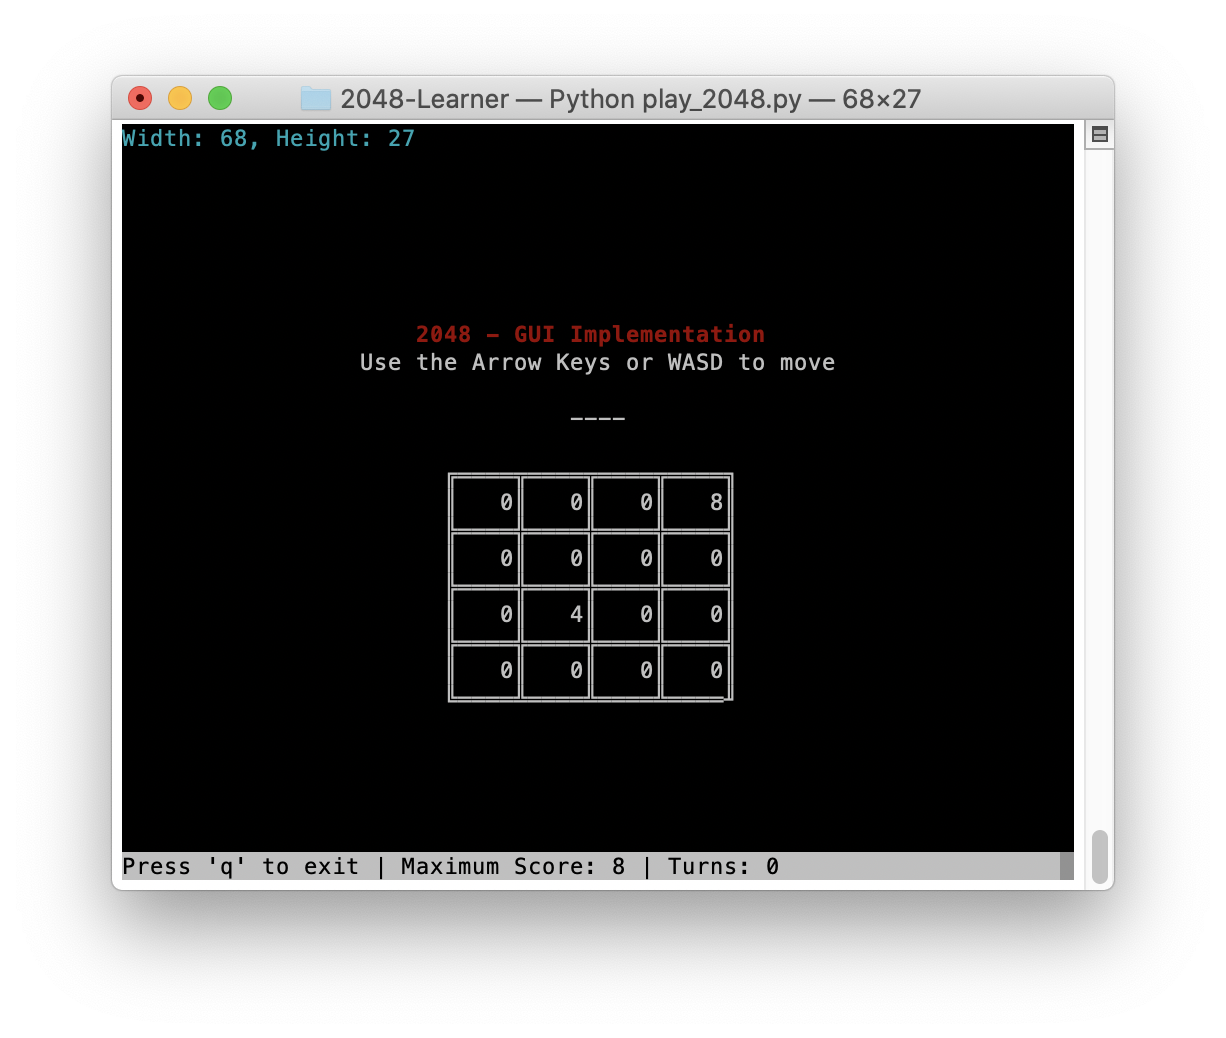 2048-Learner — Python play_2048.py — 68×27
Width: 68, Height: 27
2048 - GUI Implementation
Use the Arrow Keys or WASD to move
----
0 0 0 8
0 0 0 0
0 4 0 0
0 0 0 0
Press 'q' to exit | Maximum Score: 8 | Turns: 0